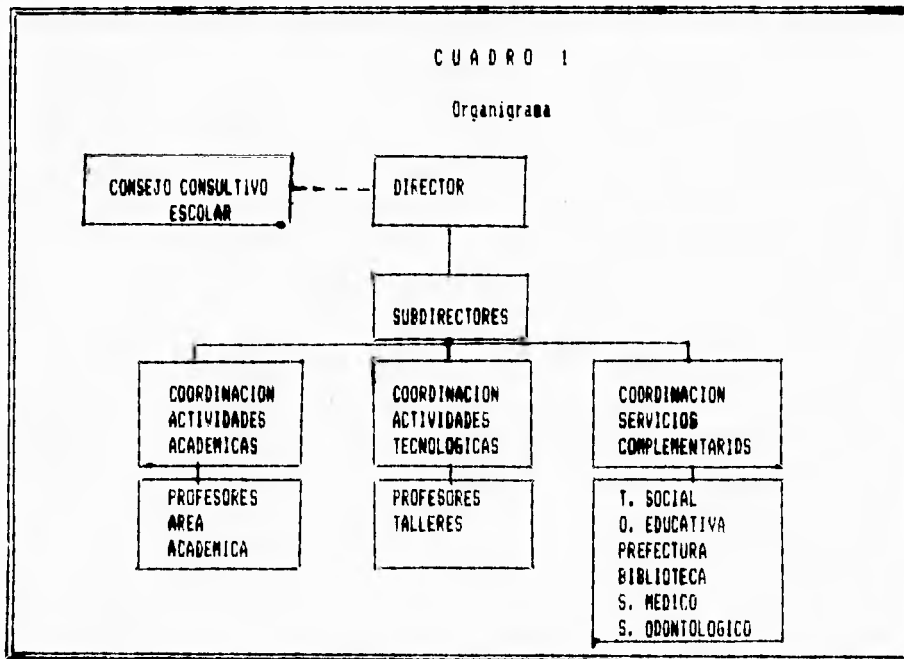 CUADRO 1
Organigrama
CONSEJO CONSULTIVO
ESCOLAR
DIRECTOR
SUBDIRECTORES
COORDINACION
ACTIVIDADES
ACADEMICAS
COORDINACION
ACTIVIDADES
TECNOLOGICAS
COORDINACION
SERVICIOS
COMPLEMENTARIOS
PROFESORES
AREA
ACADEMICA
PROFESORES
TALLERES
T. SOCIAL
O. EDUCATIVA
PREFECTURA
BIBLIOTECA
S. MEDICO
S. ODONTOLOGICO